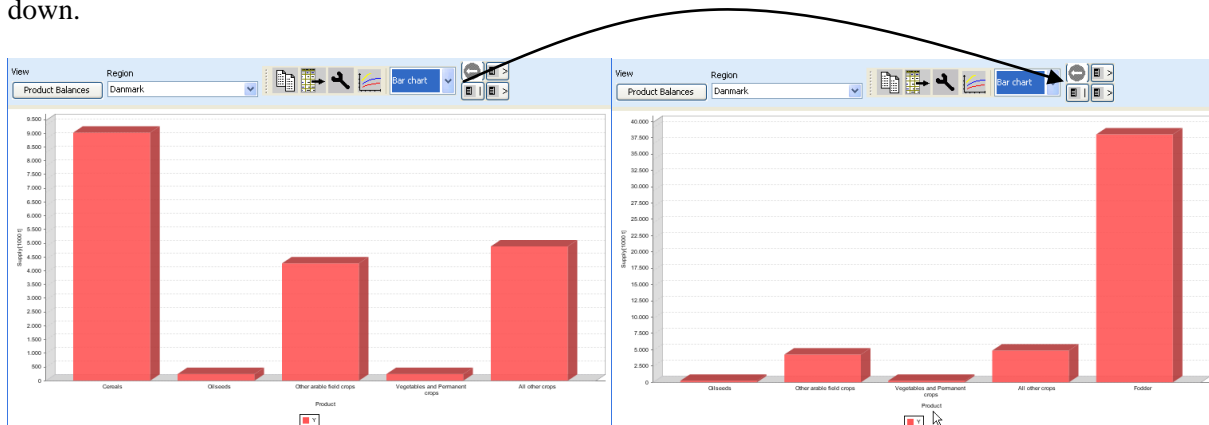 down.
View
Region
Product Balances
Danmark
Bar chart
9.500
9.000
8.500
8.000
7.500
7.000
6.500
6.000
5.500
5.000
4.500
4.000
3.500
3.000
2.500
2.000
1.500
1.000
500
0
Supply[1000 t]
Cereals
Oilseeds
Other arable field crops
Vegetables and Permanent
crops
All other crops
Product
Y
View
Region
Product Balances
Danmark
Bar chart
40.000
37.500
35.000
32.500
30.000
27.500
25.000
22.500
20.000
17.500
15.000
12.500
10.000
7.500
5.000
2.500
0
Supply[1000 t]
Oilseeds
Other arable field crops
Vegetables and Permanent
crops
All other crops
Fodder
Product
Y